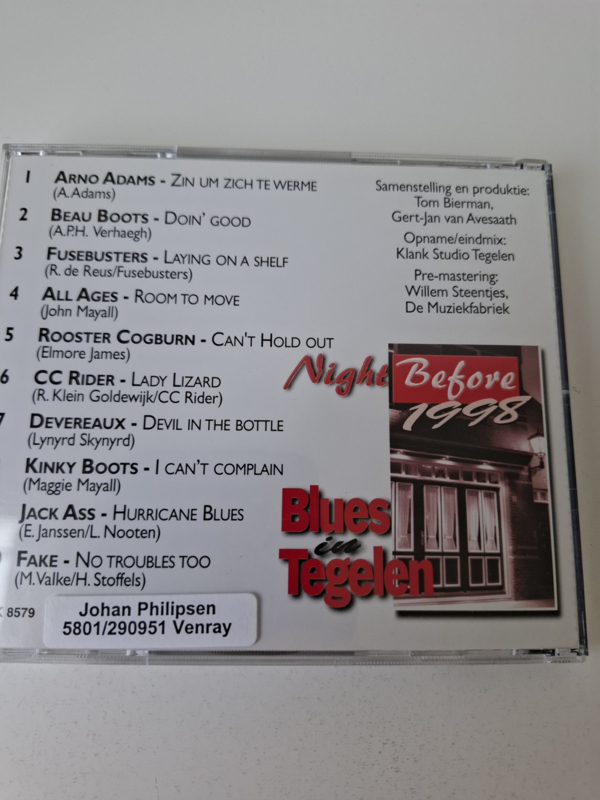 1 ARNO ADAMS - ZIN UM ZICH TE WERME
(A.Adams)
2 BEAU BOOTS - DOIN' GOOD
(A.P.H. Verhaegh)
3 FUSEBUSTERS - LAYING ON A SHELF
(R. de Reus/Fusebusters)
4 ALL AGES - ROOM TO MOVE
(John Mayall)
5 ROOSTER COGBURN - CAN'T HOLD OUT
(Elmore James)
6 CC RIDER - LADY LIZARD
(R. Klein Goldewijk/CC Rider)
7 DEVEREAUX - DEVIL IN THE BOTTLE
(Lynyrd Skynyrd)
KINKY BOOTS - I CAN'T COMPLAIN
(Maggie Mayall)
JACK ASS - HURRICANE BLUES
(E. Janssen/L. Nooten)
FAKE - NO TROUBLES TOO
(M.Valke/H. Stoffels)
8579
Johan Philipsen
5801/290951 Venray
Samenstelling en produktie:
Tom Bierman,
Gert-Jan van Avesaath
Opname/eindmix:
Klank Studio Tegelen
Pre-mastering:
Willem Steentjes,
De Muziekfabriek
Night Before
1998
Blues
in
Tegelen